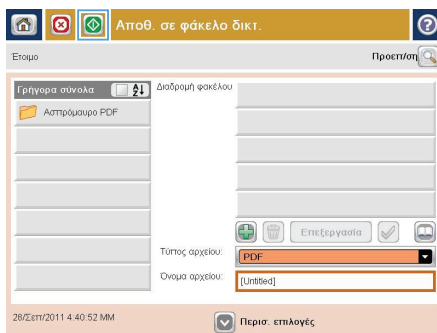 Αποθ. σε φάκελο δικτ.
Έτοιμο
Προεπ/ση
Γρήγορα σύνολα
Ασπρόμαυρο PDF
Διαδρομή φακέλου
Επεξεργασία
Τύπος αρχείου:
PDF
Όνομα αρχείου:
[Untitled]
28/Σεπ/2011 4:40:52 MM
Περισ. επιλογές